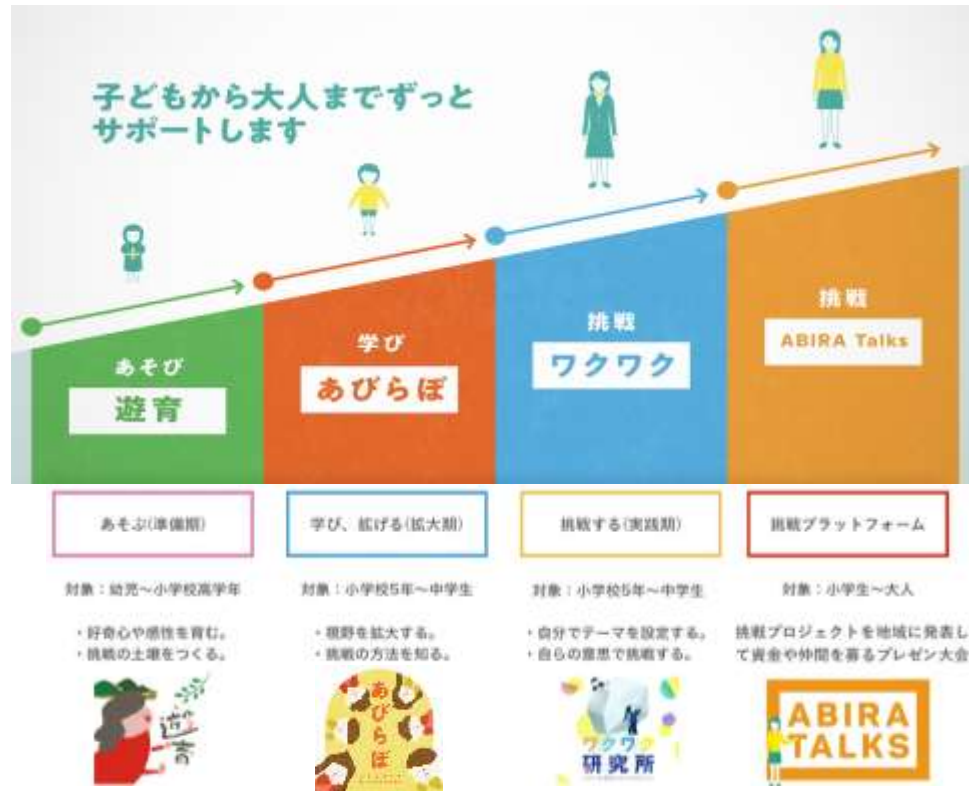 子どもから大人までずっと
サポートします
あそび
遊育
学び
あびらぼ
挑戦
ワクワク
挑戦
ABIRA Talks
あそぶ(準備期)
対象：幼児～小学校高学年
・好奇心や感性を育む。
・挑戦の土壌をつくる。
遊育
学び、拡げる(拡大期)
対象：小学校5年～中学生
・視野を拡大する。
・挑戦の方法を知る。
あびらぼ
挑戦する(実践期)
対象：小学校5年～中学生
・自分でテーマを設定する。
・自らの意思で挑戦する。
ワクワク
研究所
挑戦プラットフォーム
対象：小学生～大人
挑戦プロジェクトを地域に発表し
て資金や仲間を募るプレゼン大会
ABIRA
TALKS